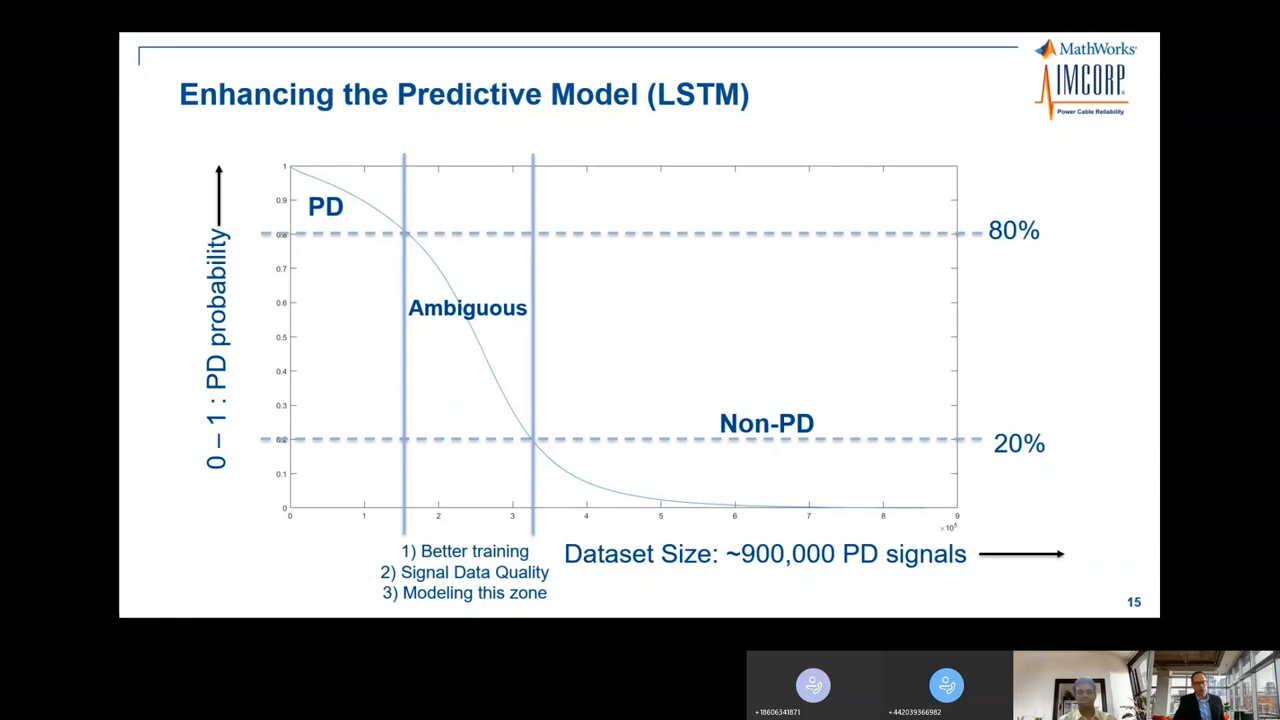 MathWorks®
IMCORP
Power Cable Reliability
Enhancing the Predictive Model (LSTM)
0 – 1 : PD probability
1
0.9
0.8
0.7
0.6
0.5
0.4
0.3
0.2
0.1
0
PD
80%
Ambiguous
Non-PD
20%
0 1 2 3 4 5 6 7 8 9
×10⁵
1) Better training
2) Signal Data Quality
3) Modeling this zone
Dataset Size: ~900,000 PD signals
15
+18606341871
+442039366982